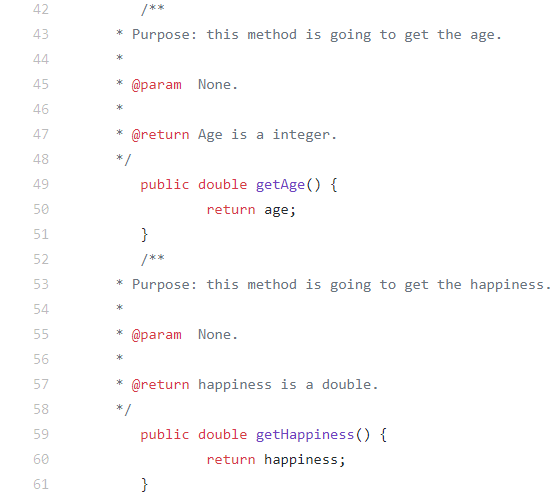 42 /**
43 * Purpose: this method is going to get the age.
44 *
45 * @param  None.
46 *
47 * @return Age is a integer.
48 */
49 public double getAge() {
50 return age;
51 }
52 /**
53 * Purpose: this method is going to get the happiness.
54 *
55 * @param  None.
56 *
57 * @return happiness is a double.
58 */
59 public double getHappiness() {
60 return happiness;
61 }